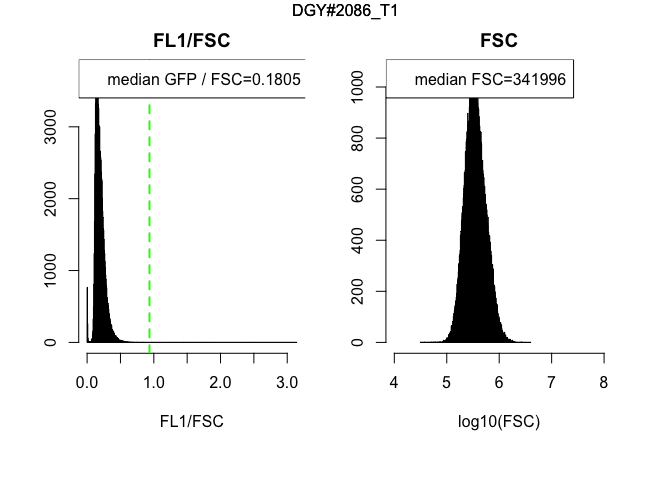 DGY#2086_T1
FL1/FSC
median GFP / FSC=0.1805
3000
2000
1000
0
0.0 1.0 2.0 3.0
FL1/FSC
FSC
median FSC=341996
1000
800
600
400
200
0
4 5 6 7 8
log10(FSC)